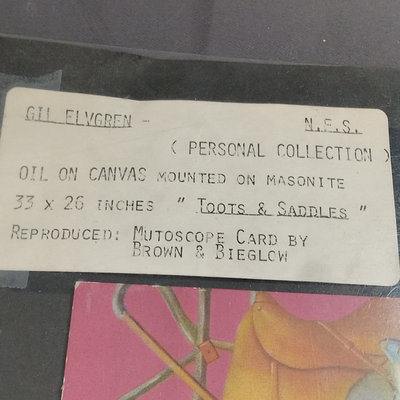 GIL ELVGREN - N.F.S.
( PERSONAL COLLECTION )
OIL ON CANVAS MOUNTED ON MASONITE
33 X 26 INCHES " TOOTS & SADDLES "
REPRODUCED: MUTOSCOPE CARD BY
BROWN & BIEGLOW